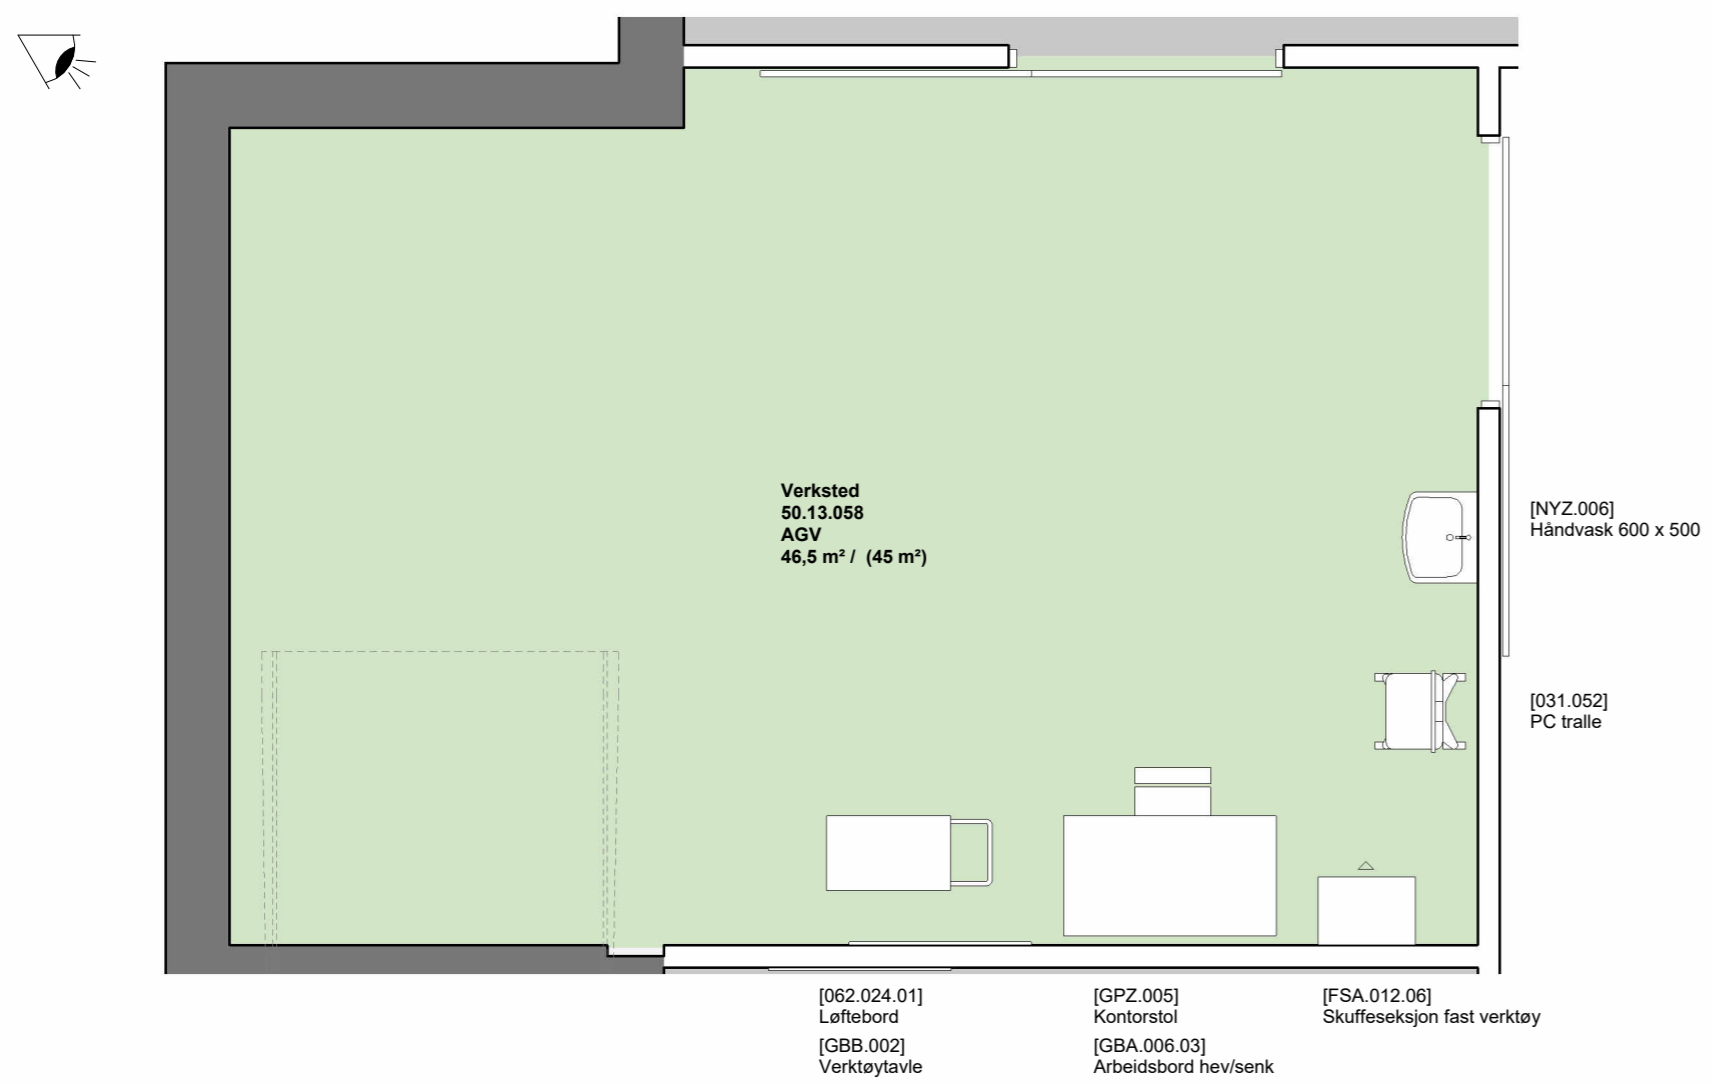 Verksted
50.13.058
AGV
46,5 m² / (45 m²)
[NYZ.006]
Håndvask 600 x 500
[031.052]
PC tralle
[062.024.01]
Løftebord
[GBB.002]
Verktøytavle
[GPZ.005]
Kontorstol
[GBA.006.03]
Arbeidsbord hev/senk
[FSA.012.06]
Skuffeseksjon fast verktøy